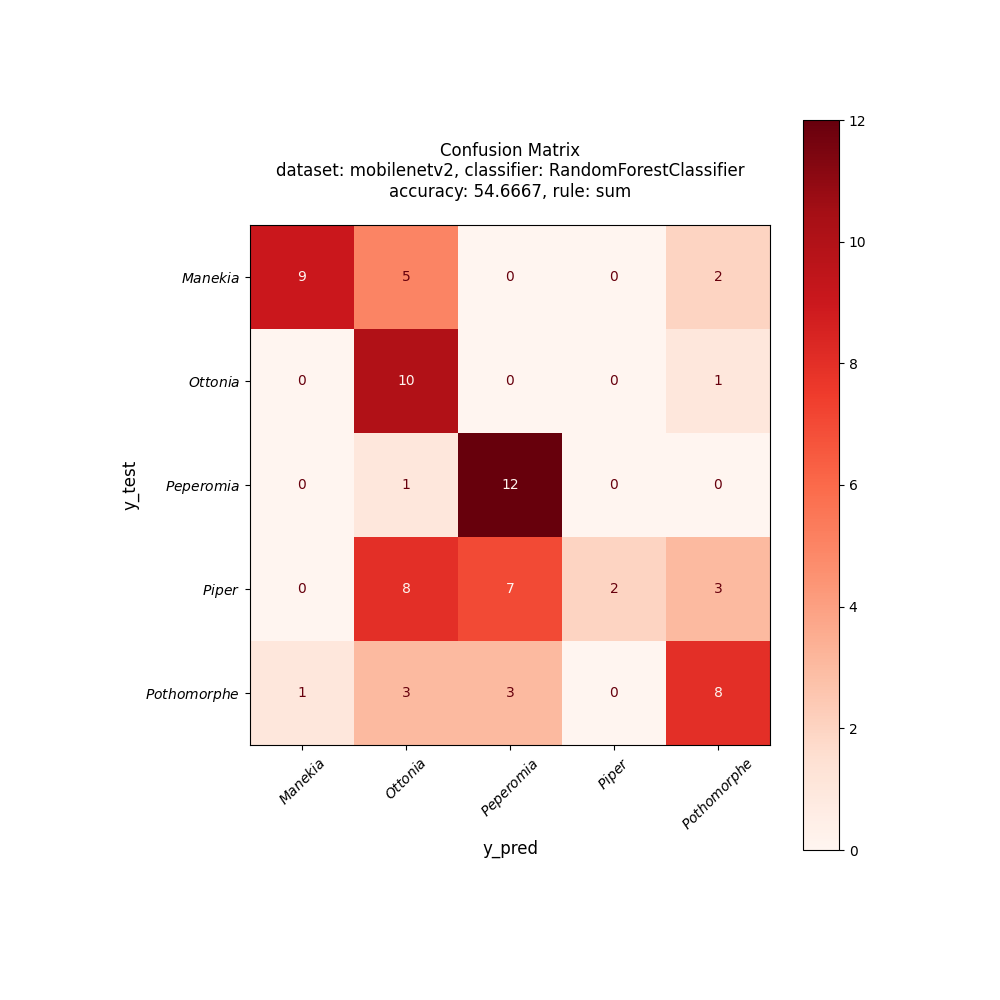 Confusion Matrix
dataset: mobilenetv2, classifier: RandomForestClassifier
accuracy: 54.6667, rule: sum
12
10
8
6
4
2
0
y_test
Manekia 9 5 0 0 2
Ottonia 0 10 0 0 1
Peperomia 0 1 12 0 0
Piper 0 8 7 2 3
Pothomorphe 1 3 3 0 8
Manekia Ottonia Peperomia Piper Pothomorphe
y_pred